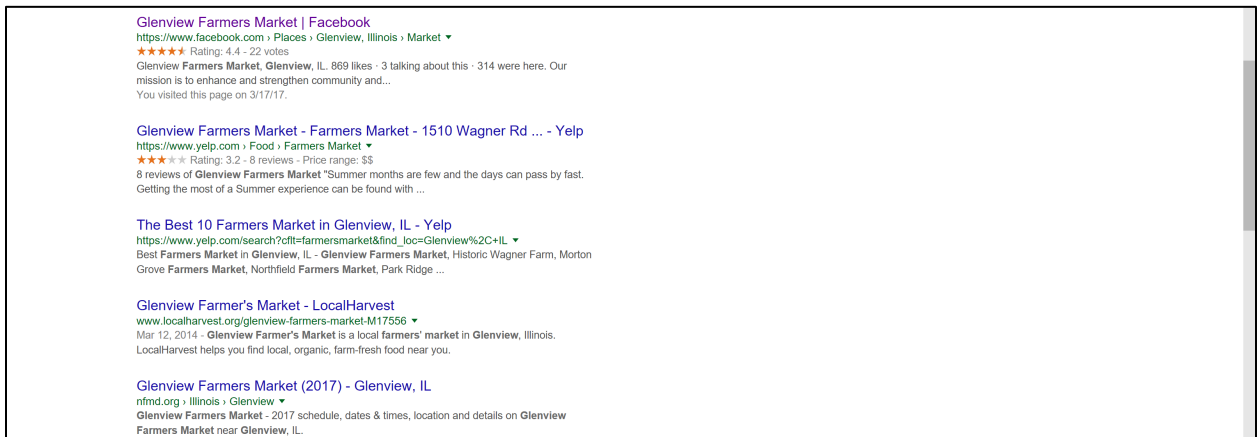 Glenview Farmers Market | Facebook
https://www.facebook.com › Places › Glenview, Illinois › Market
Rating: 4.4 - 22 votes
Glenview Farmers Market, Glenview, IL. 869 likes · 3 talking about this · 314 were here. Our
mission is to enhance and strengthen community and...
You visited this page on 3/17/17.
Glenview Farmers Market - Farmers Market - 1510 Wagner Rd ... - Yelp
https://www.yelp.com › Food › Farmers Market
Rating: 3.2 - 8 reviews - Price range: $$
8 reviews of Glenview Farmers Market "Summer months are few and the days can pass by fast.
Getting the most of a Summer experience can be found with ...
The Best 10 Farmers Market in Glenview, IL - Yelp
https://www.yelp.com/search?cflt=farmersmarket&find_loc=Glenview%2C+IL
Best Farmers Market in Glenview, IL - Glenview Farmers Market, Historic Wagner Farm, Morton
Grove Farmers Market, Northfield Farmers Market, Park Ridge ...
Glenview Farmer's Market - LocalHarvest
www.localharvest.org/glenview-farmers-market-M17556
Mar 12, 2014 - Glenview Farmer's Market is a local farmers' market in Glenview, Illinois.
LocalHarvest helps you find local, organic, farm-fresh food near you.
Glenview Farmers Market (2017) - Glenview, IL
nfmd.org › Illinois › Glenview
Glenview Farmers Market - 2017 schedule, dates & times, location and details on Glenview
Farmers Market near Glenview, IL.